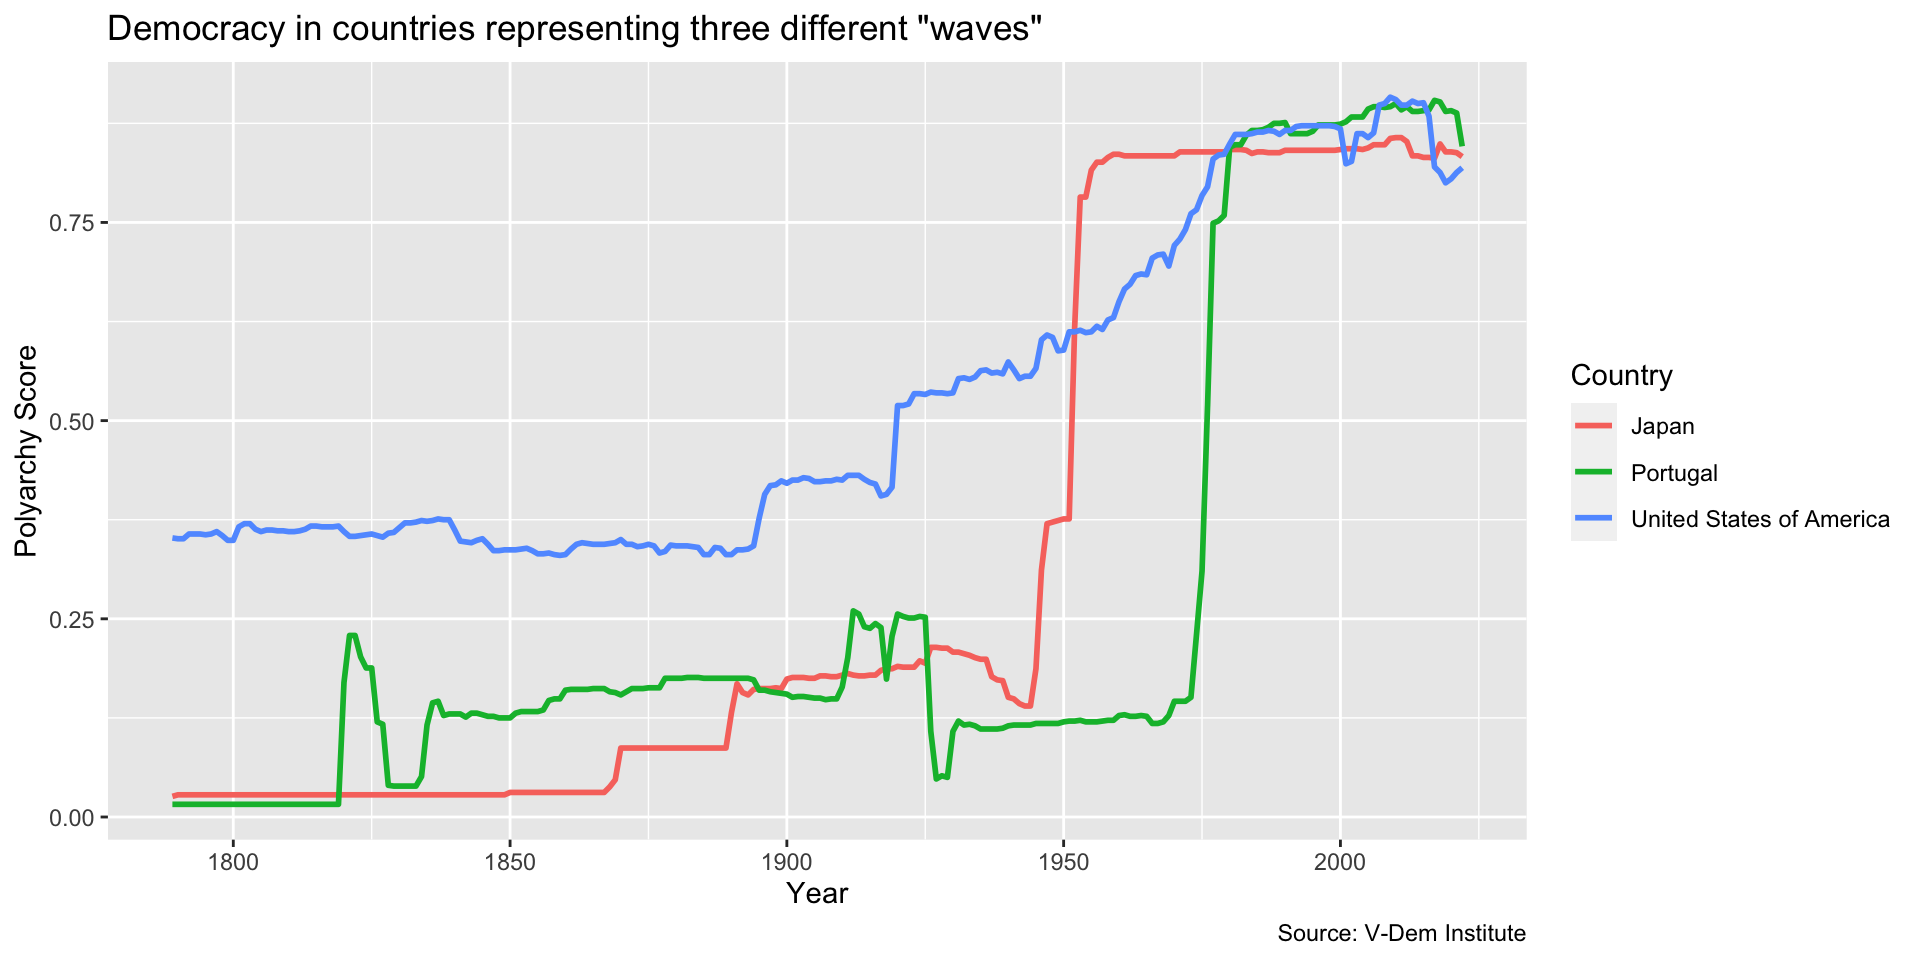 Democracy in countries representing three different "waves"
Polyarchy Score
0.75
0.50
0.25
0.00
1800 1850 1900 1950 2000
Year
Country
Japan
Portugal
United States of America
Source: V-Dem Institute